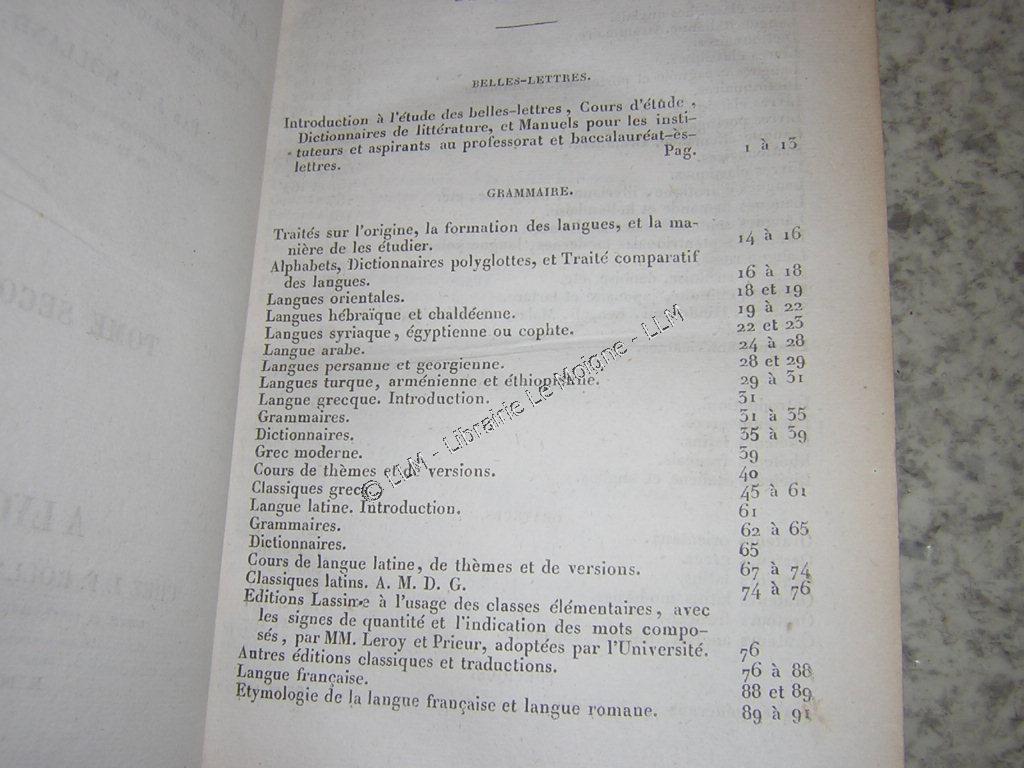 BELLES-LETTRES.
Introduction à l'étude des belles-lettres, Cours d'étude,
Dictionnaires de littérature, et Manuels pour les insti-
tuteurs et aspirants au professorat et baccalauréat-ès-
lettres. Pag. 1 à 13
GRAMMAIRE.
Traités sur l'origine, la formation des langues, et la ma-
nière de les étudier. 14 à 16
Alphabets, Dictionnaires polyglottes, et Traité comparatif
des langues. 16 à 18
Langues orientales. 18 et 19
Langues hébraïque et chaldéenne. 19 à 22
Langues syriaque, égyptienne ou cophte. 22 et 23
Langue arabe. 24 à 28
Langues persanne et georgienne. 28 et 29
Langues turque, arménienne et éthiopienne. 29 à 31
Langue grecque. Introduction. 31
Grammaires. 31 à 35
Dictionnaires. 35 à 39
Grec moderne. 39
Cours de thèmes et de versions. 40
Classiques grecs. 45 à 61
Langue latine. Introduction. 61
Grammaires. 62 à 65
Dictionnaires. 65
Cours de langue latine, de thèmes et de versions. 67 à 74
Classiques latins. A. M. D. G. 74 à 76
Editions Lassime à l'usage des classes élémentaires, avec
les signes de quantité et l'indication des mots compo-
sés, par MM. Leroy et Prieur, adoptées par l'Université. 76
Autres éditions classiques et traductions. 76 à 88
Langue française. 88 et 89
Etymologie de la langue française et langue romane. 89 à 91
© LLM - Librairie Le Moigne - LLM